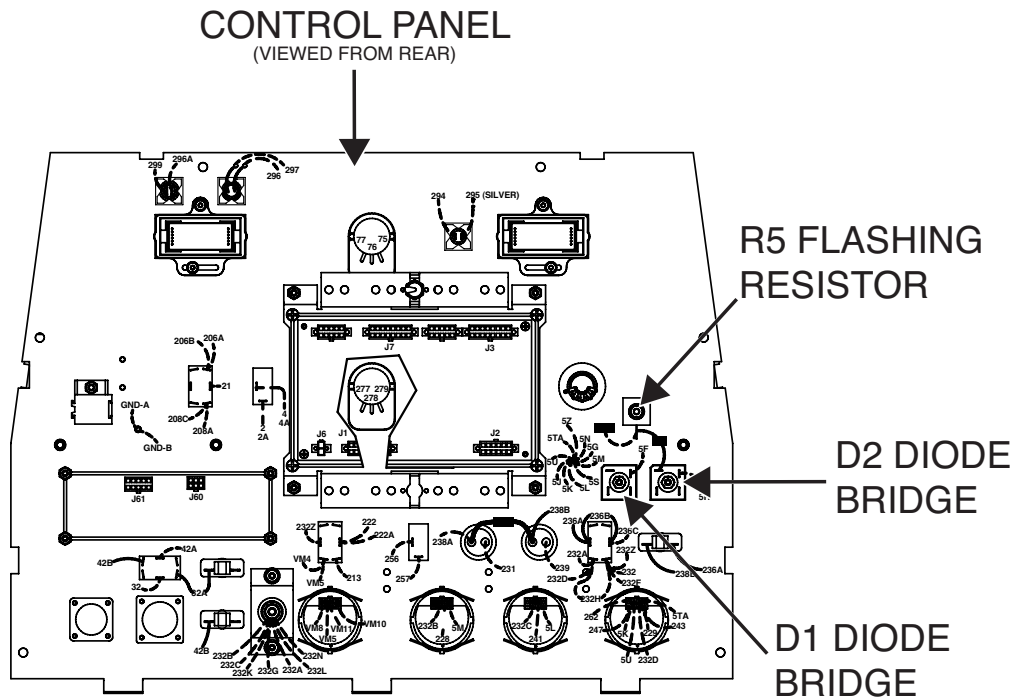 CONTROL PANEL
(VIEWED FROM REAR)
299
296A
297
296
294
295 (SILVER)
77
75
76
R5 FLASHING
RESISTOR
J7
J3
206B
206A
21
277
279
278
GND-A
GND-B
208C
208A
4
4A
2
2A
J6
J1
J2
5Z
5TA
5N
5G
5M
5S
5L
5K
5J
5U
5F
D2 DIODE
BRIDGE
J61
J60
232Z
222
222A
VM4
VM5
213
256
257
238A
238B
231
239
236A
236B
236C
232Z
232A
232
232D
232F
232H
262
238B
236A
42A
42B
32
32A
42B
232B
232C
232K
232G
232A
232L
232N
VM8
VM5
VM11
VM10
232B
5M
228
232C
5L
241
247
5K
5U
232D
229
243
5TA
D1 DIODE
BRIDGE